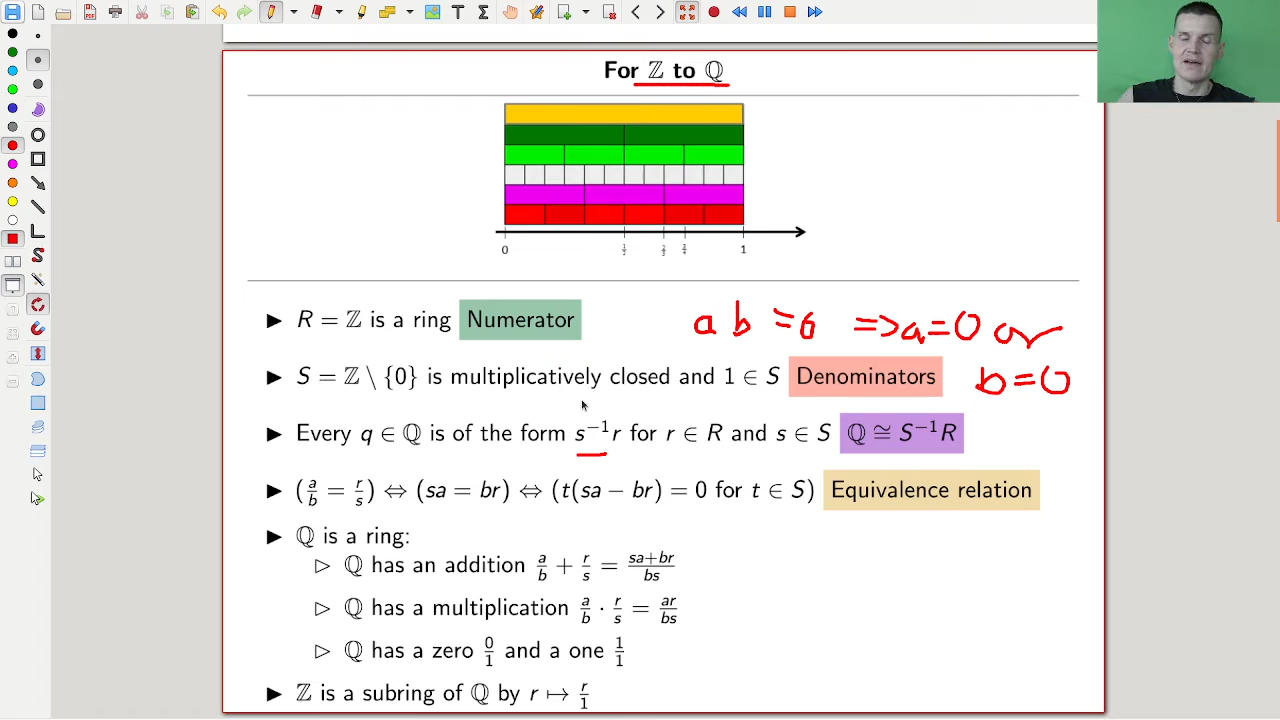 For ℤ to ℚ
0 1/2 2/3 3/4 1
▶ R = ℤ is a ring Numerator
a b = 0 => a = 0 or
▶ S = ℤ \ {0} is multiplicatively closed and 1 ∈ S Denominators
b = 0
▶ Every q ∈ ℚ is of the form s⁻¹r for r ∈ R and s ∈ S ℚ ≅ S⁻¹R
▶ (a/b = r/s) ⇔ (sa = br) ⇔ (t(sa − br) = 0 for t ∈ S) Equivalence relation
▶ ℚ is a ring:
▷ ℚ has an addition a/b + r/s = sa+br/bs
▷ ℚ has a multiplication a/b · r/s = ar/bs
▷ ℚ has a zero 0/1 and a one 1/1
▶ ℤ is a subring of ℚ by r ↦ r/1